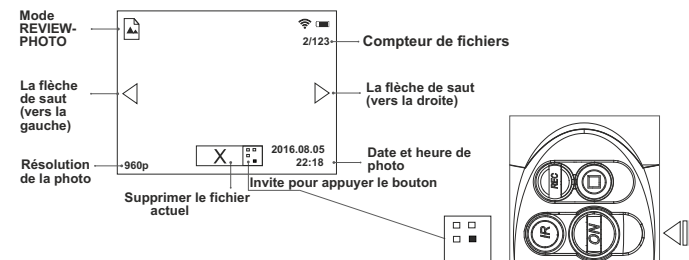 Mode
REVIEW-
PHOTO
2/123
Compteur de fichiers
La flèche
de saut
(vers la
gauche)
La flèche de saut
(vers la droite)
Résolution
de la photo
960p
X
2016.08.05
22:18
Date et heure de
photo
Supprimer le fichier
actuel
Invite pour appuyer le bouton
REC
IR
ON